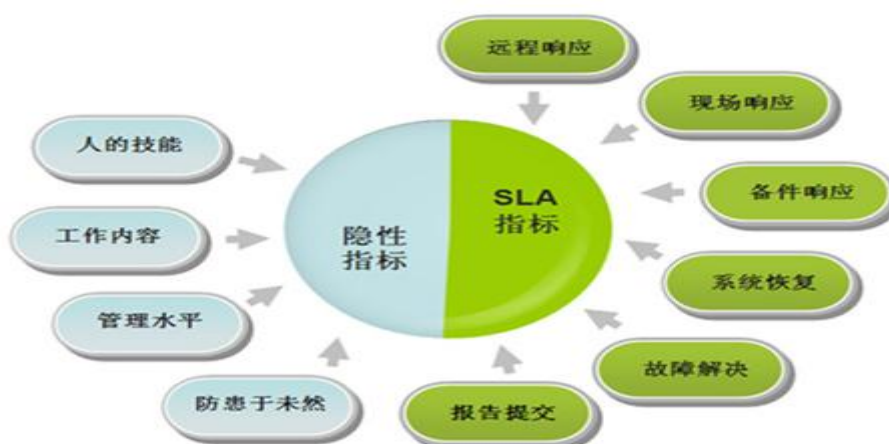 远程响应
现场响应
人的技能
备件响应
SLA
指标
隐性
指标
工作内容
系统恢复
管理水平
故障解决
防患于未然
报告提交